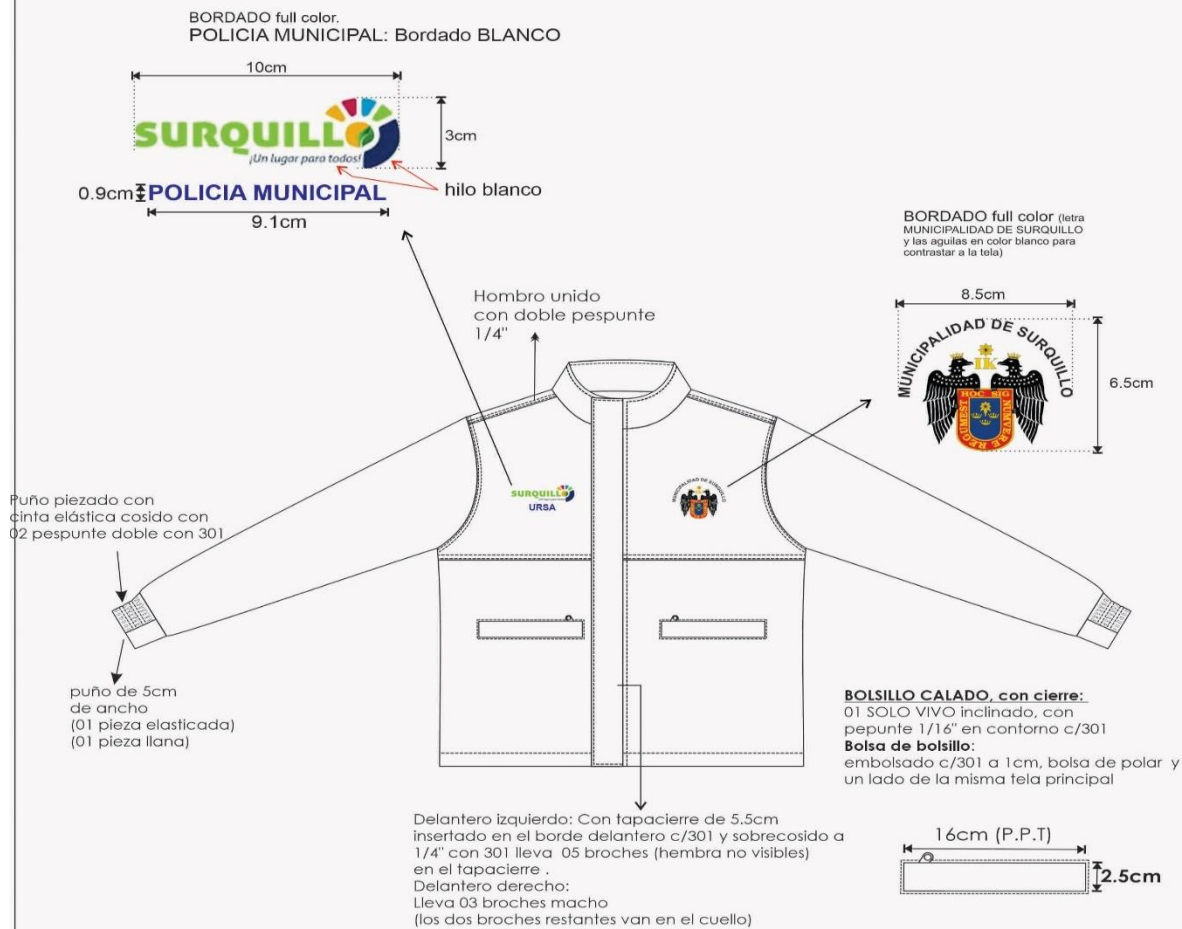 BORDADO full color.
POLICIA MUNICIPAL: Bordado BLANCO
10cm
SURQUILLO
¡Un lugar para todos!
3cm
hilo blanco
0.9cm
POLICIA MUNICIPAL
9.1cm
BORDADO full color (letra
MUNICIPALIDAD DE SURQUILLO
y las aguilas en color blanco para
contrastar a la tela)
8.5cm
MUNICIPALIDAD DE SURQUILLO
IK
HOC SIG
NUMVERE
REGUMEST
6.5cm
Hombro unido
con doble pespunte
1/4"
SURQUILLO
URSA
MUNICIPALIDAD DE SURQUILLO
Puño piezado con
cinta elástica cosido con
02 pespunte doble con 301
puño de 5cm
de ancho
(01 pieza elasticada)
(01 pieza llana)
BOLSILLO CALADO, con cierre:
01 SOLO VIVO inclinado, con
pepunte 1/16" en contorno c/301
Bolsa de bolsillo:
embolsado c/301 a 1cm, bolsa de polar y
un lado de la misma tela principal
16cm (P.P.T)
2.5cm
Delantero izquierdo: Con tapacierre de 5.5cm
insertado en el borde delantero c/301 y sobrecosido a
1/4" con 301 lleva 05 broches (hembra no visibles)
en el tapacierre .
Delantero derecho:
Lleva 03 broches macho
(los dos broches restantes van en el cuello)